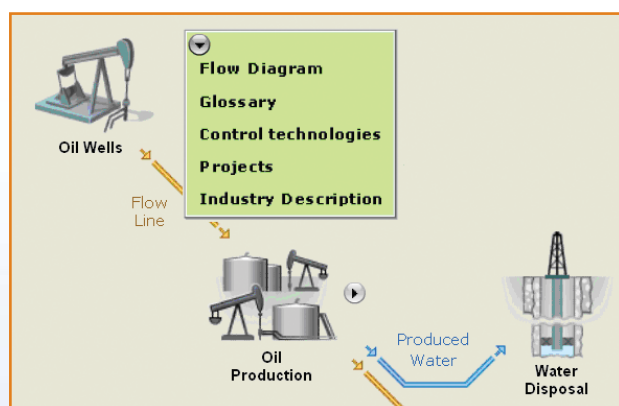 Flow Diagram
Glossary
Control technologies
Projects
Industry Description
Oil Wells
Flow
Line
Oil
Production
Produced
Water
Water
Disposal